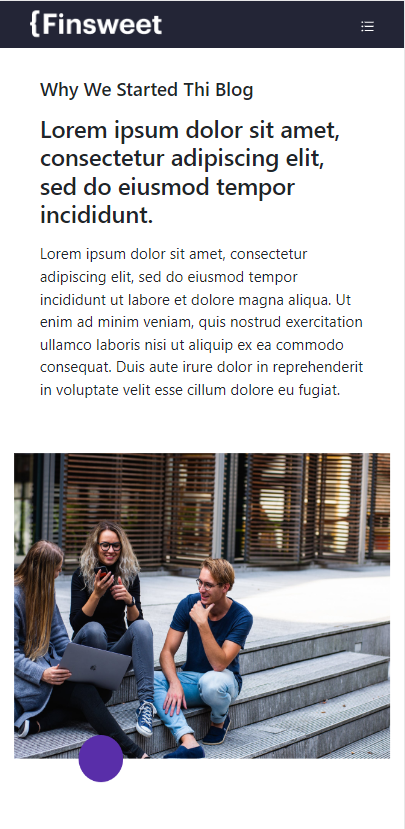 {Finsweet
Why We Started Thi Blog
Lorem ipsum dolor sit amet,
consectetur adipiscing elit,
sed do eiusmod tempor
incididunt.
Lorem ipsum dolor sit amet, consectetur
adipiscing elit, sed do eiusmod tempor
incididunt ut labore et dolore magna aliqua. Ut
enim ad minim veniam, quis nostrud exercitation
ullamco laboris nisi ut aliquip ex ea commodo
consequat. Duis aute irure dolor in reprehenderit
in voluptate velit esse cillum dolore eu fugiat.